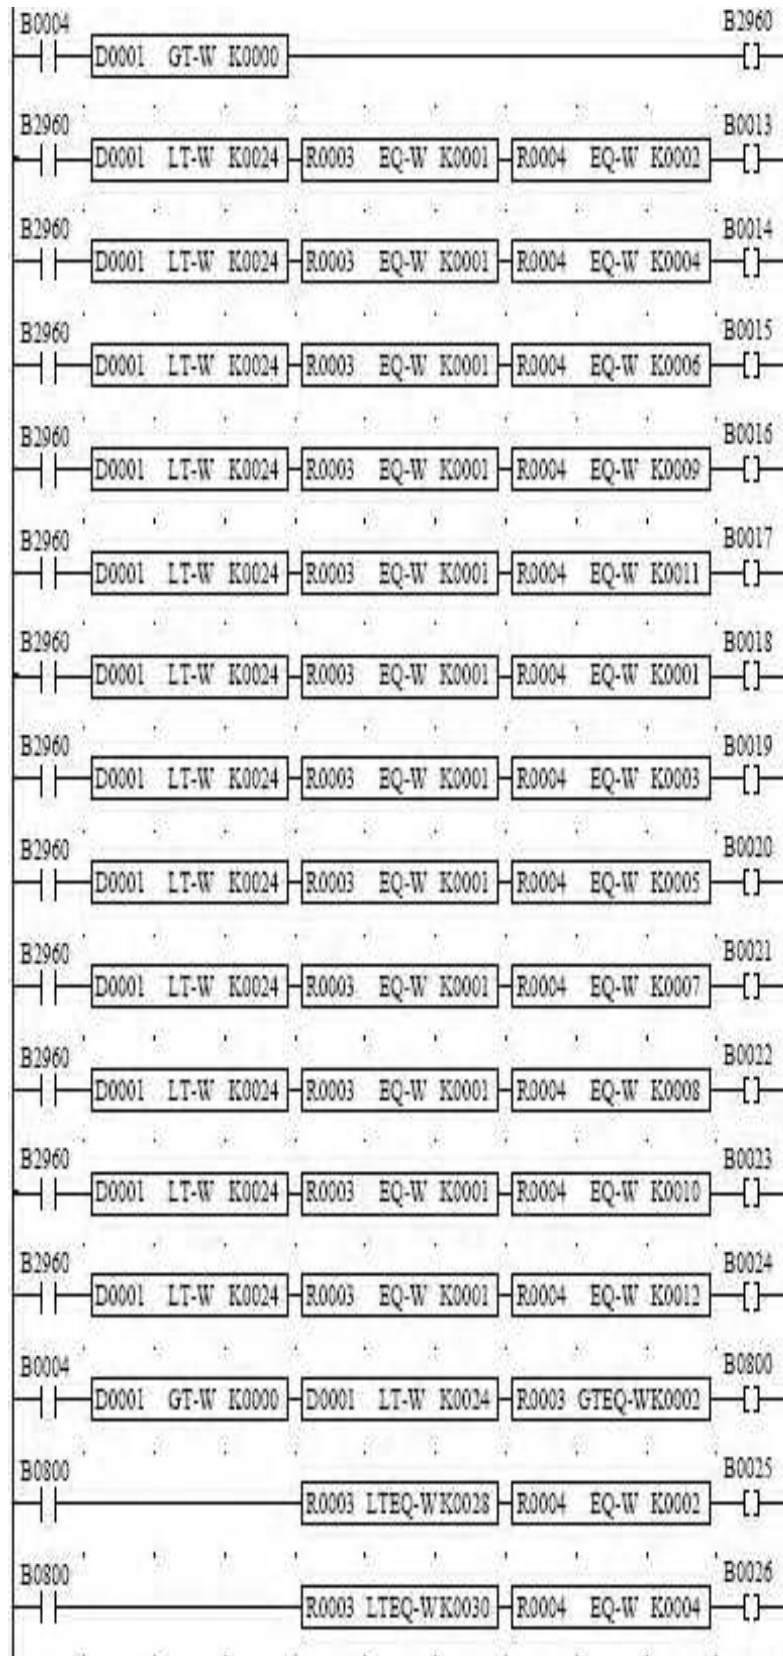 B0004 B2960
D0001 GT-W K0000
B2960 B0013
D0001 LT-W K0024 R0003 EQ-W K0001 R0004 EQ-W K0002
B2960 B0014
D0001 LT-W K0024 R0003 EQ-W K0001 R0004 EQ-W K0004
B2960 B0015
D0001 LT-W K0024 R0003 EQ-W K0001 R0004 EQ-W K0006
B2960 B0016
D0001 LT-W K0024 R0003 EQ-W K0001 R0004 EQ-W K0009
B2960 B0017
D0001 LT-W K0024 R0003 EQ-W K0001 R0004 EQ-W K0011
B2960 B0018
D0001 LT-W K0024 R0003 EQ-W K0001 R0004 EQ-W K0001
B2960 B0019
D0001 LT-W K0024 R0003 EQ-W K0001 R0004 EQ-W K0003
B2960 B0020
D0001 LT-W K0024 R0003 EQ-W K0001 R0004 EQ-W K0005
B2960 B0021
D0001 LT-W K0024 R0003 EQ-W K0001 R0004 EQ-W K0007
B2960 B0022
D0001 LT-W K0024 R0003 EQ-W K0001 R0004 EQ-W K0008
B2960 B0023
D0001 LT-W K0024 R0003 EQ-W K0001 R0004 EQ-W K0010
B2960 B0024
D0001 LT-W K0024 R0003 EQ-W K0001 R0004 EQ-W K0012
B0004 B0800
D0001 GT-W K0000 D0001 LT-W K0024 R0003 GTEQ-WK0002
B0800 B0025
R0003 LTEQ-WK0028 R0004 EQ-W K0002
B0800 B0026
R0003 LTEQ-WK0030 R0004 EQ-W K0004